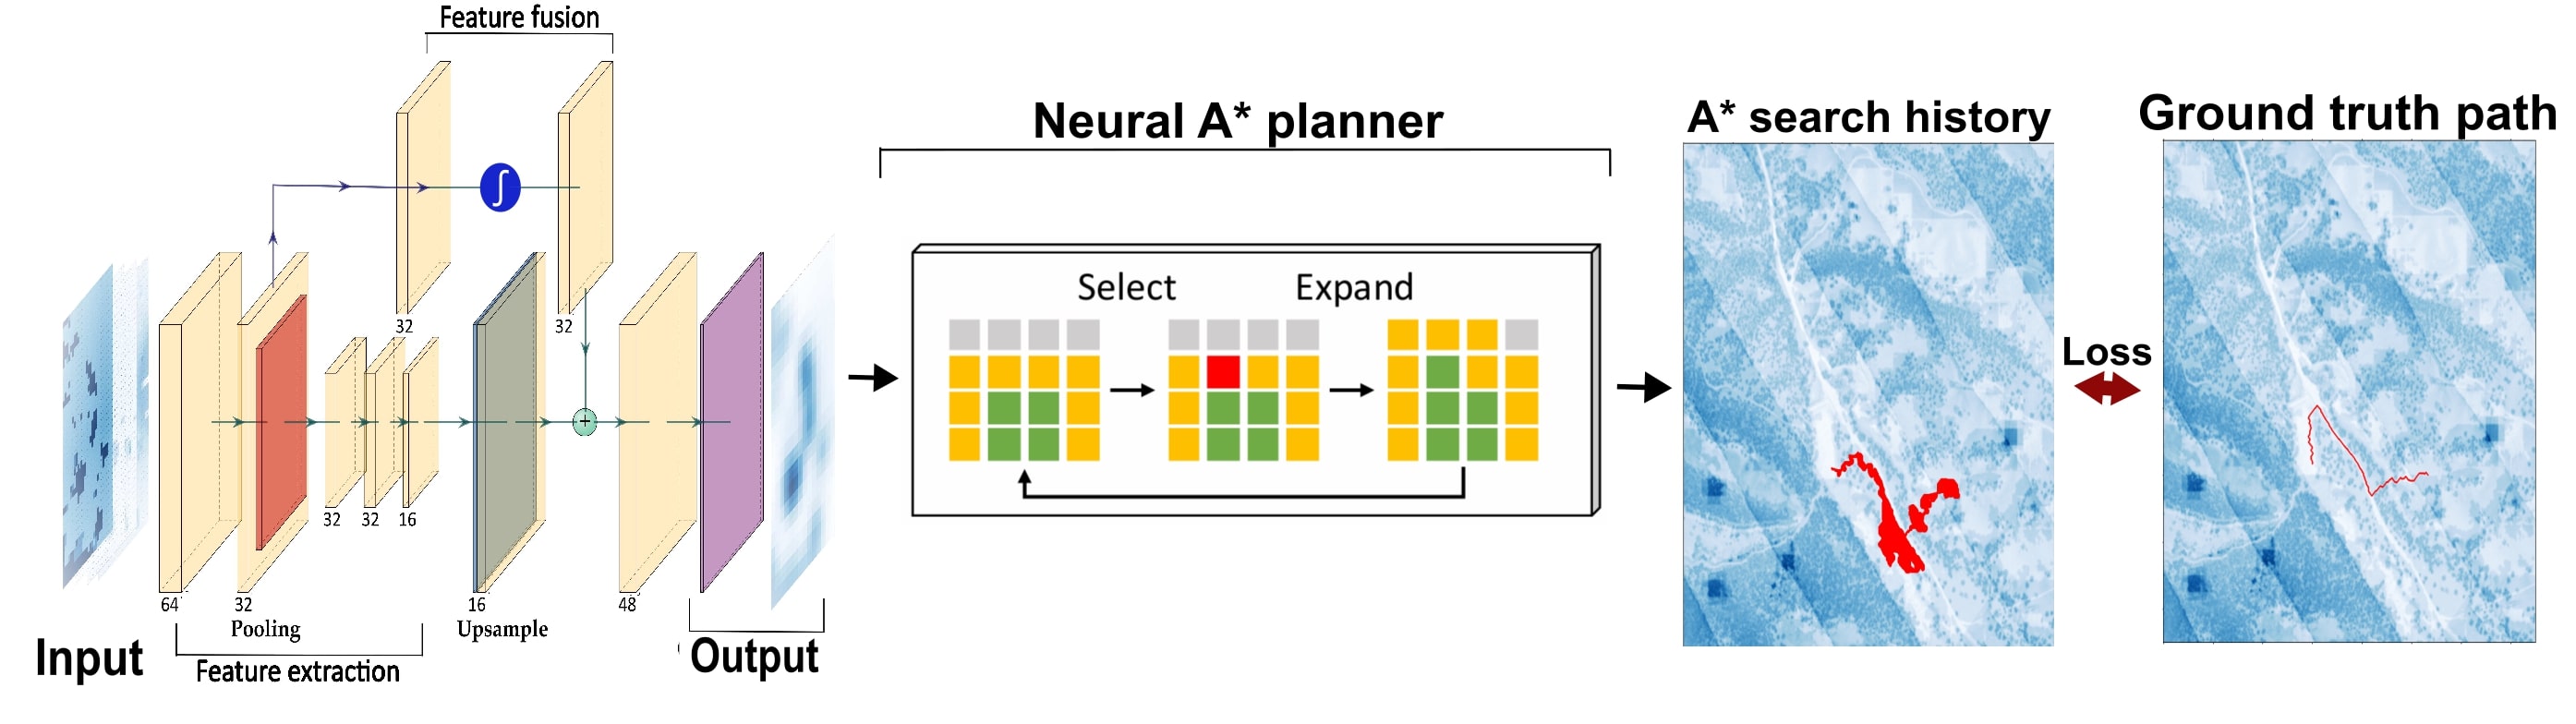 Feature fusion
32
∫
32
+
64
32
Pooling
32
32
16
16
Upsample
48
Input
Feature extraction
Output
Neural A* planner
Select
Expand
A* search history
Loss
Ground truth path